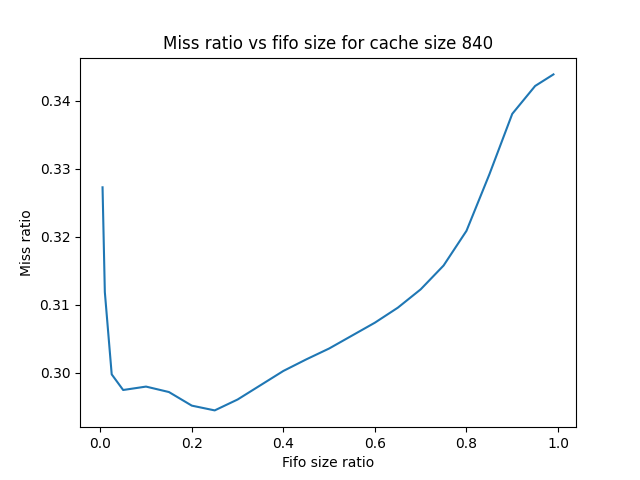 Miss ratio vs fifo size for cache size 840
0.34
0.33
0.32
0.31
0.30
Miss ratio
0.0 0.2 0.4 0.6 0.8 1.0
Fifo size ratio